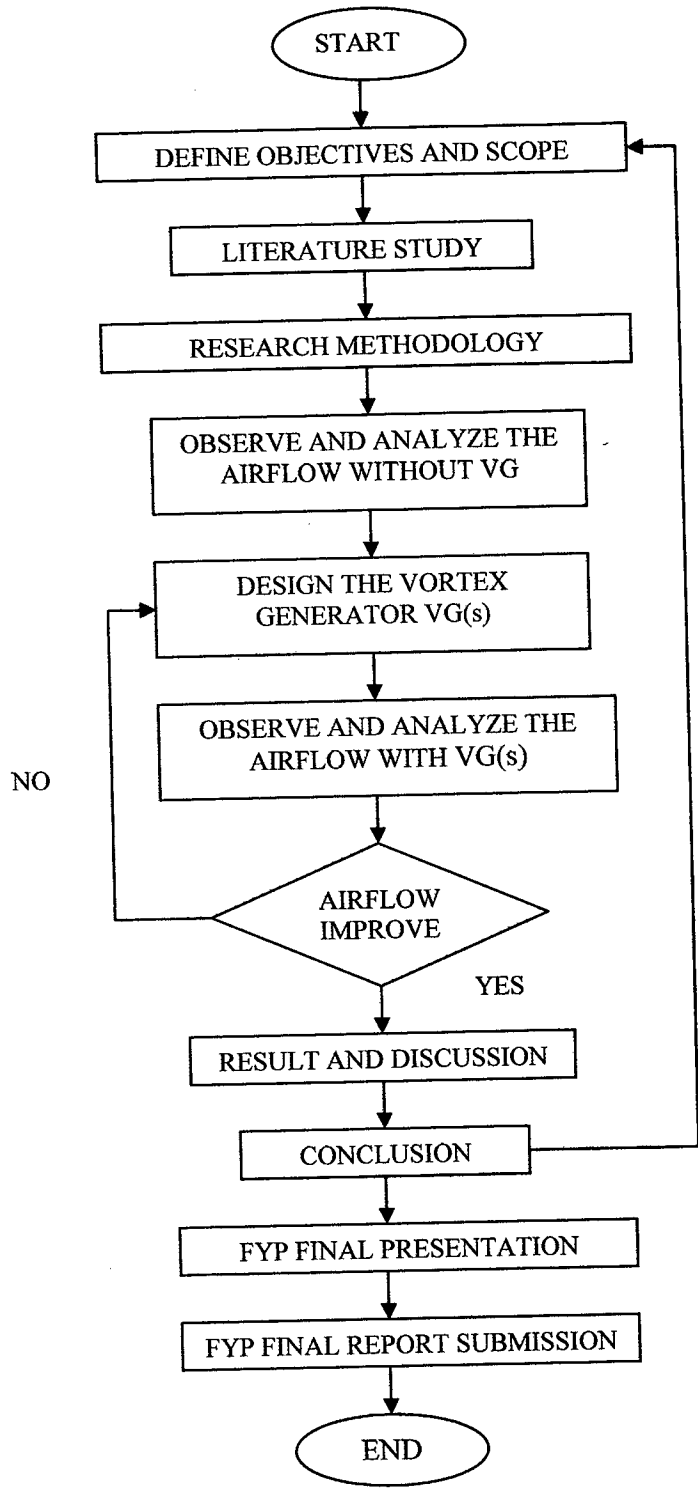 START
DEFINE OBJECTIVES AND SCOPE
LITERATURE STUDY
RESEARCH METHODOLOGY
OBSERVE AND ANALYZE THE
AIRFLOW WITHOUT VG
DESIGN THE VORTEX
GENERATOR VG(s)
OBSERVE AND ANALYZE THE
AIRFLOW WITH VG(s)
NO
AIRFLOW
IMPROVE
YES
RESULT AND DISCUSSION
CONCLUSION
FYP FINAL PRESENTATION
FYP FINAL REPORT SUBMISSION
END